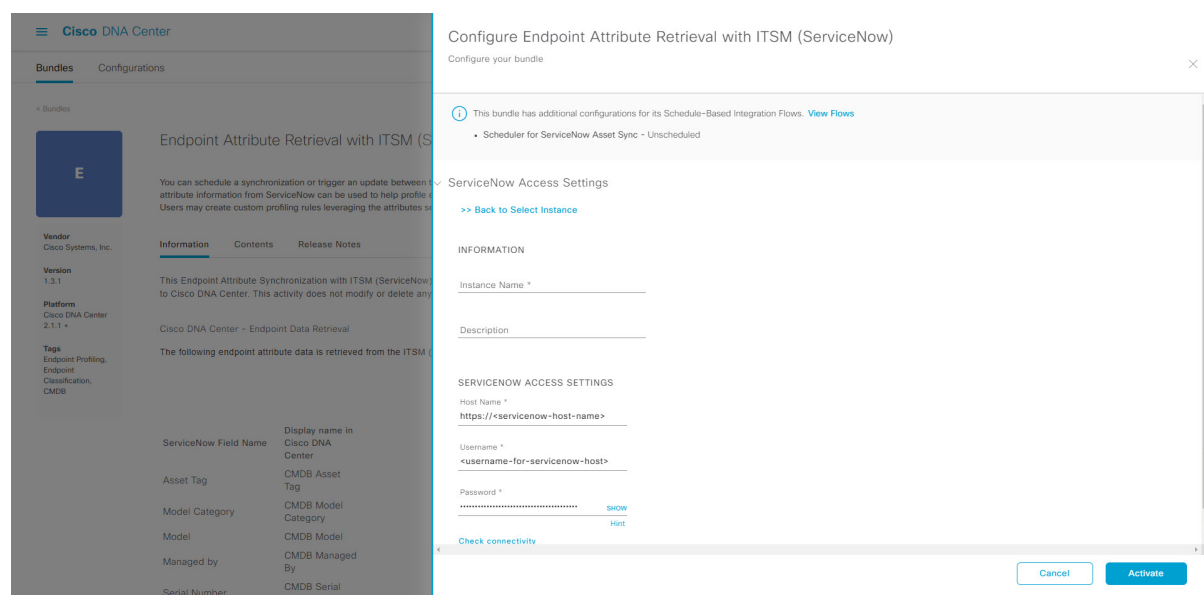 Cisco DNA Center
Bundles Configurations
< Bundles
E
Vendor
Cisco Systems, Inc.
Version
1.3.1
Platform
Cisco DNA Center
2.1.1 +
Tags
Endpoint Profiling,
Endpoint
Classification,
CMDB
Endpoint Attribute Retrieval with ITSM (S
You can schedule a synchronization or trigger an update between
attribute information from ServiceNow can be used to help profile
Users may create custom profiling rules leveraging the attributes
Information Contents Release Notes
This Endpoint Attribute Synchronization with ITSM (ServiceNow)
to Cisco DNA Center. This activity does not modify or delete any
Cisco DNA Center - Endpoint Data Retrieval
The following endpoint attribute data is retrieved from the ITSM (
ServiceNow Field Name
Display name in
Cisco DNA
Center
Asset Tag
CMDB Asset
Tag
Model Category
CMDB Model
Category
Model
CMDB Model
Managed by
CMDB Managed
By
Serial Number
CMDB Serial
Configure Endpoint Attribute Retrieval with ITSM (ServiceNow)
Configure your bundle
This bundle has additional configurations for its Schedule-Based Integration Flows. View Flows
• Scheduler for ServiceNow Asset Sync - Unscheduled
ServiceNow Access Settings
>> Back to Select Instance
INFORMATION
Instance Name *
Description
SERVICENOW ACCESS SETTINGS
Host Name *
https://<servicenow-host-name>
Username *
<username-for-servicenow-host>
Password *
SHOW
Hint
Check connectivity
Cancel Activate